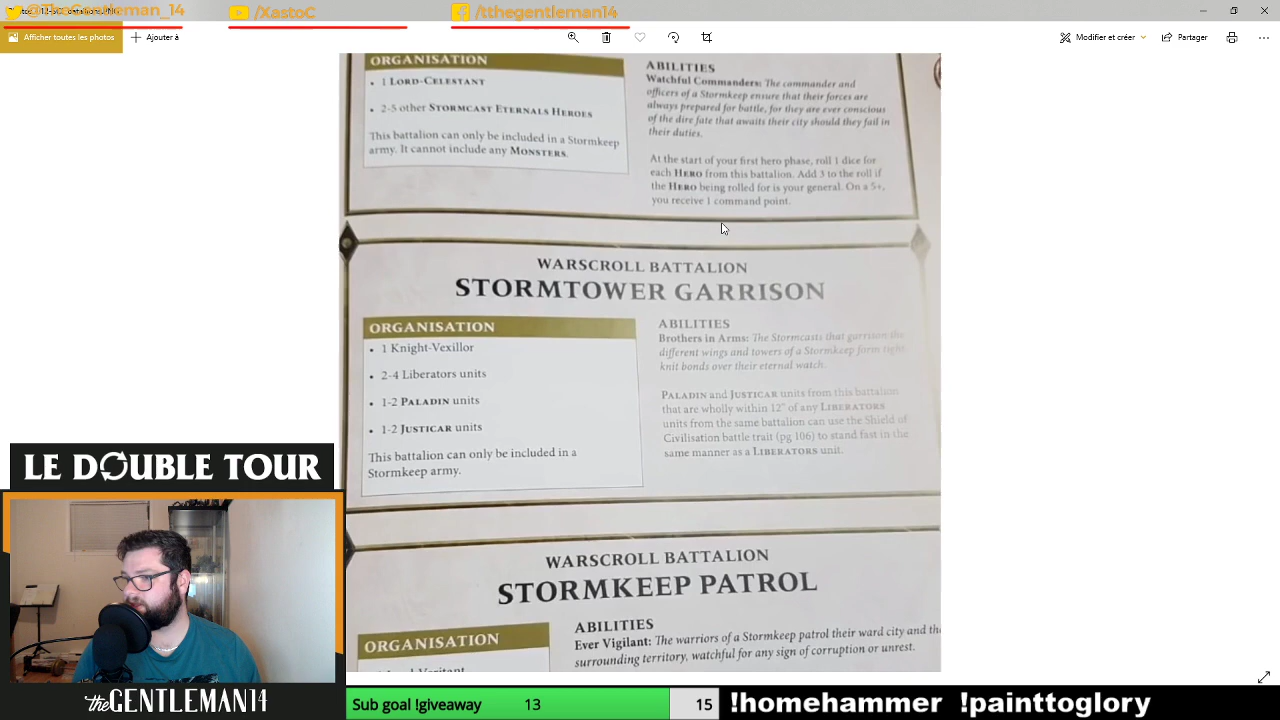 @TheGentleman_14
/XastoC
/tthegentleman14
Afficher toutes les photos
Ajouter à
Modifier et créer
Partager
ORGANISATION
• 1 LORD-CELESTANT
• 2-5 other STORMCAST ETERNALS HEROES
This battalion can only be included in a Stormkeep
army. It cannot include any MONSTERS.
ABILITIES
Watchful Commanders: The commander and
officers of a Stormkeep ensure that their forces are
always prepared for battle, for they are ever conscious
of the dire fate that awaits their city should they fail in
their duties.
At the start of your first hero phase, roll 1 dice for
each HERO from this battalion. Add 3 to the roll if
the HERO being rolled for is your general. On a 5+,
you receive 1 command point.
WARSCROLL BATTALION
STORMTOWER GARRISON
ORGANISATION
• 1 Knight-Vexillor
• 2-4 Liberators units
• 1-2 PALADIN units
• 1-2 JUSTICAR units
This battalion can only be included in a
Stormkeep army.
ABILITIES
Brothers in Arms: The Stormcasts that garrison the
different wings and towers of a Stormkeep form tight-
knit bonds over their eternal watch.
PALADIN and JUSTICAR units from this battalion
that are wholly within 12" of any LIBERATORS
units from the same battalion can use the Shield of
Civilisation battle trait (pg 106) to stand fast in the
same manner as a LIBERATORS unit.
WARSCROLL BATTALION
STORMKEEP PATROL
ORGANISATION
ABILITIES
Ever Vigilant: The warriors of a Stormkeep patrol their ward city and the
surrounding territory, watchful for any sign of corruption or unrest.
LE DOUBLE TOUR
theGENTLEMAN14
Sub goal !giveaway 13 15
!homehammer !painttoglory